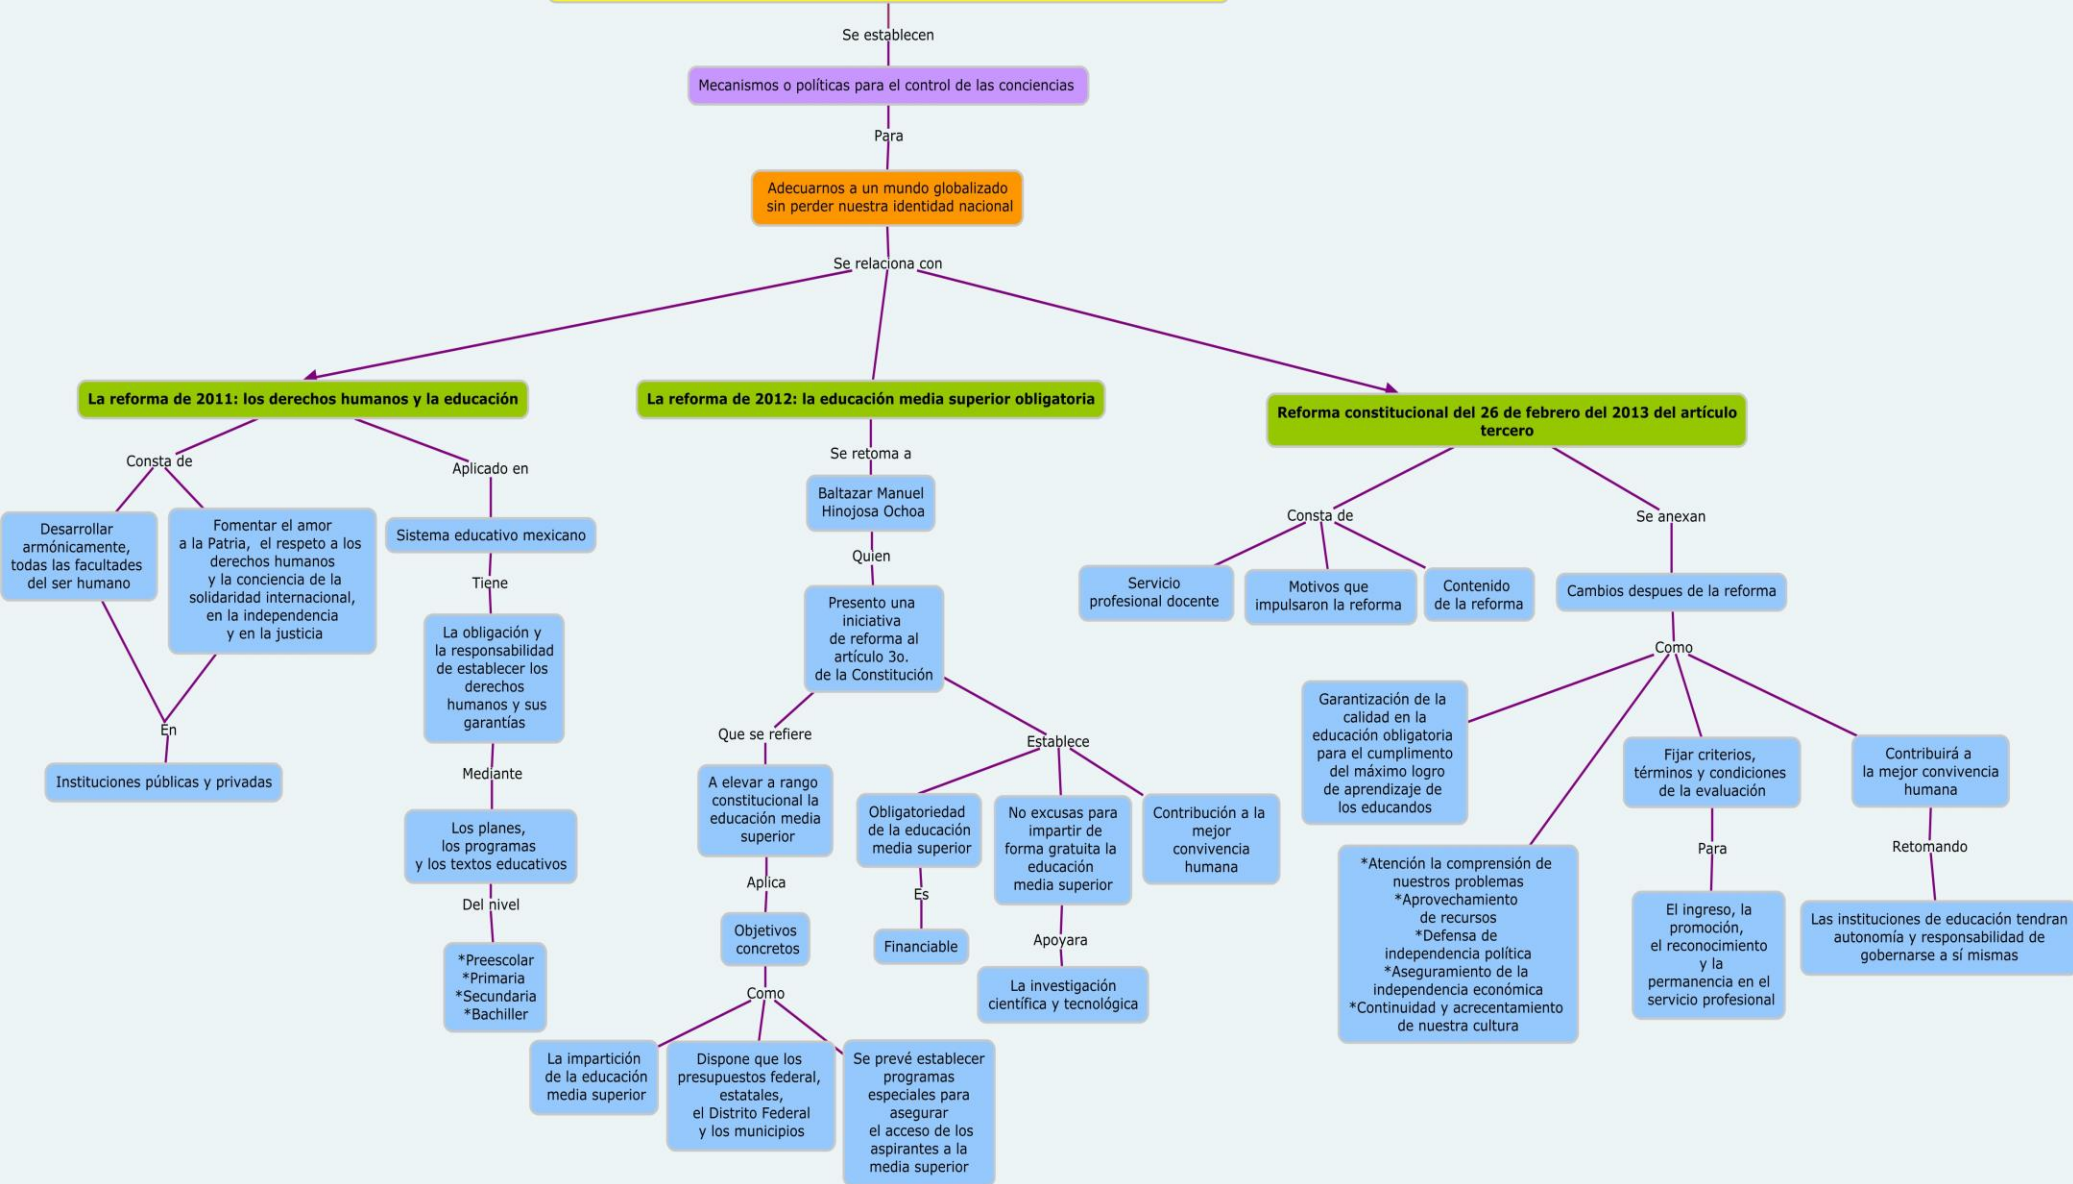 Se establecen
Mecanismos o políticas para el control de las conciencias
Para
Adecuarnos a un mundo globalizado
sin perder nuestra identidad nacional
Se relaciona con
La reforma de 2011: los derechos humanos y la educación
Consta de
Desarrollar
armónicamente,
todas las facultades
del ser humano
Fomentar el amor
a la Patria, el respeto a los
derechos humanos
y la conciencia de la
solidaridad internacional,
en la independencia
y en la justicia
En
Instituciones públicas y privadas
Aplicado en
Sistema educativo mexicano
Tiene
La obligación y
la responsabilidad
de establecer los
derechos
humanos y sus
garantías
Mediante
Los planes,
los programas
y los textos educativos
Del nivel
*Preescolar
*Primaria
*Secundaria
*Bachiller
La reforma de 2012: la educación media superior obligatoria
Se retoma a
Baltazar Manuel
Hinojosa Ochoa
Quien
Presento una
iniciativa
de reforma al
artículo 3o.
de la Constitución
Que se refiere
A elevar a rango
constitucional la
educación media
superior
Aplica
Objetivos
concretos
Como
La impartición
de la educación
media superior
Dispone que los
presupuestos federal,
estatales,
el Distrito Federal
y los municipios
Se prevé establecer
programas
especiales para
asegurar
el acceso de los
aspirantes a la
media superior
Establece
Obligatoriedad
de la educación
media superior
Es
Financiable
No excusas para
impartir de
forma gratuita la
educación
media superior
Apoyara
La investigación
científica y tecnológica
Contribución a la
mejor
convivencia
humana
Reforma constitucional del 26 de febrero del 2013 del artículo
tercero
Consta de
Servicio
profesional docente
Motivos que
impulsaron la reforma
Contenido
de la reforma
Se anexan
Cambios despues de la reforma
Como
Garantización de la
calidad en la
educación obligatoria
para el cumplimento
del máximo logro
de aprendizaje de
los educandos
*Atención la comprensión de
nuestros problemas
*Aprovechamiento
de recursos
*Defensa de
independencia política
*Aseguramiento de la
independencia económica
*Continuidad y acrecentamiento
de nuestra cultura
Fijar criterios,
términos y condiciones
de la evaluación
Para
El ingreso, la
promoción,
el reconocimiento
y la
permanencia en el
servicio profesional
Contribuirá a
la mejor convivencia
humana
Retomando
Las instituciones de educación tendran
autonomía y responsabilidad de
gobernarse a sí mismas